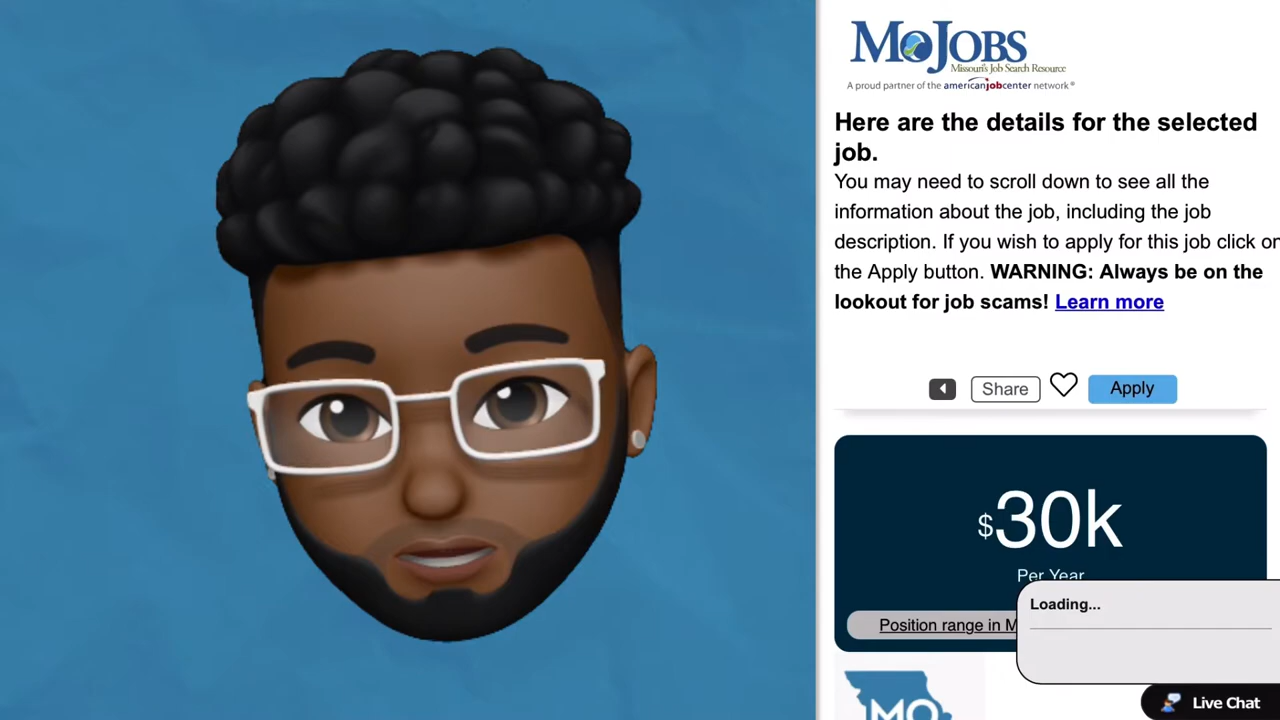 MoJOBS
Missouri's Job Search Resource
A proud partner of the americanjobcenter network®
Here are the details for the selected
job.
You may need to scroll down to see all the
information about the job, including the job
description. If you wish to apply for this job click on
the Apply button. WARNING: Always be on the
lookout for job scams! Learn more
Share
Apply
$30k
Per Year
Loading...
Position range in M
MO
Live Chat